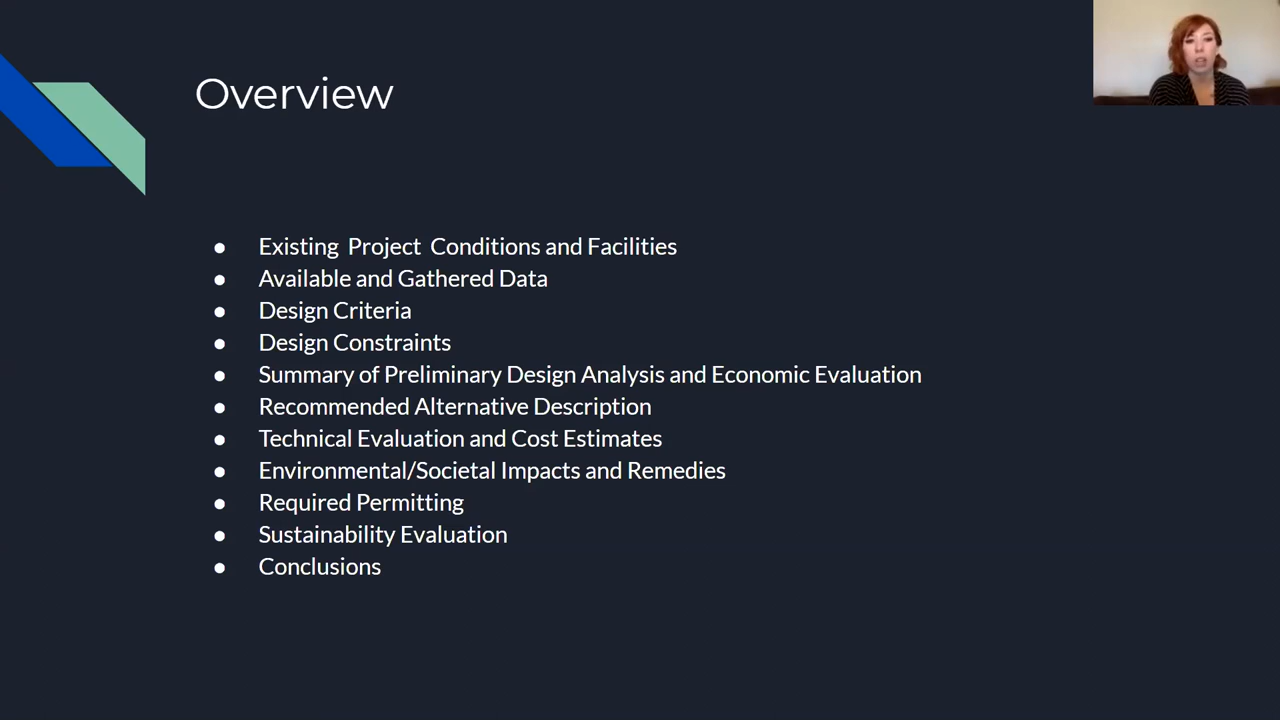 Overview
● Existing Project Conditions and Facilities
● Available and Gathered Data
● Design Criteria
● Design Constraints
● Summary of Preliminary Design Analysis and Economic Evaluation
● Recommended Alternative Description
● Technical Evaluation and Cost Estimates
● Environmental/Societal Impacts and Remedies
● Required Permitting
● Sustainability Evaluation
● Conclusions